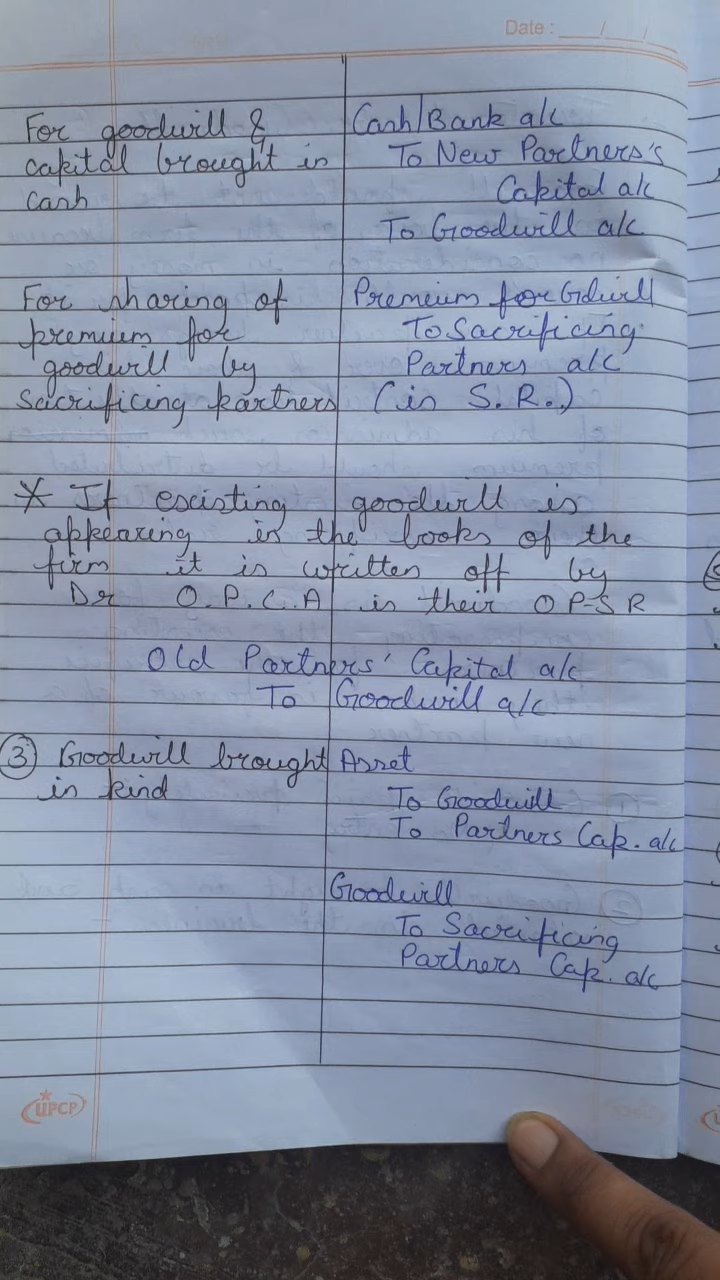 Date :
For goodwill &
capital brought in
cash
Cash/Bank a/c
To New Partners's
Capital a/c
To Goodwill a/c
For sharing of
premium for
goodwill by
sacrificing partners
Premeium for Gdwill
To Sacrificing
Partners a/c
(in S.R.)
* If escisting goodwill is
appearing in the books of the
firm it is written off by
Dr O.P.C.A in their OP-SR
Old Partners' Capital a/c
To Goodwill a/c
③ Goodwill brought
in kind
Asset
To Goodwill
To Partners Cap. a/c
Goodwill
To Sacrificing
Partners Cap. a/c
UPCP